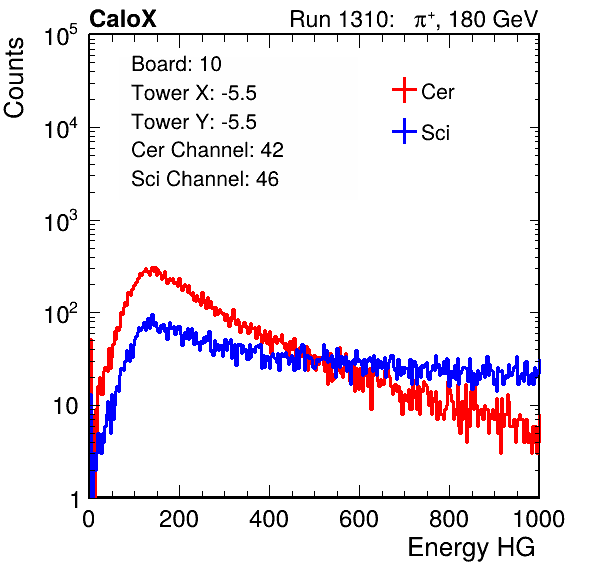 CaloX Run 1310: π⁺, 180 GeV
Counts
Board: 10
Tower X: -5.5
Tower Y: -5.5
Cer Channel: 42
Sci Channel: 46
Cer
Sci
10⁵
10⁴
10³
10²
10
1
0 200 400 600 800 1000
Energy HG